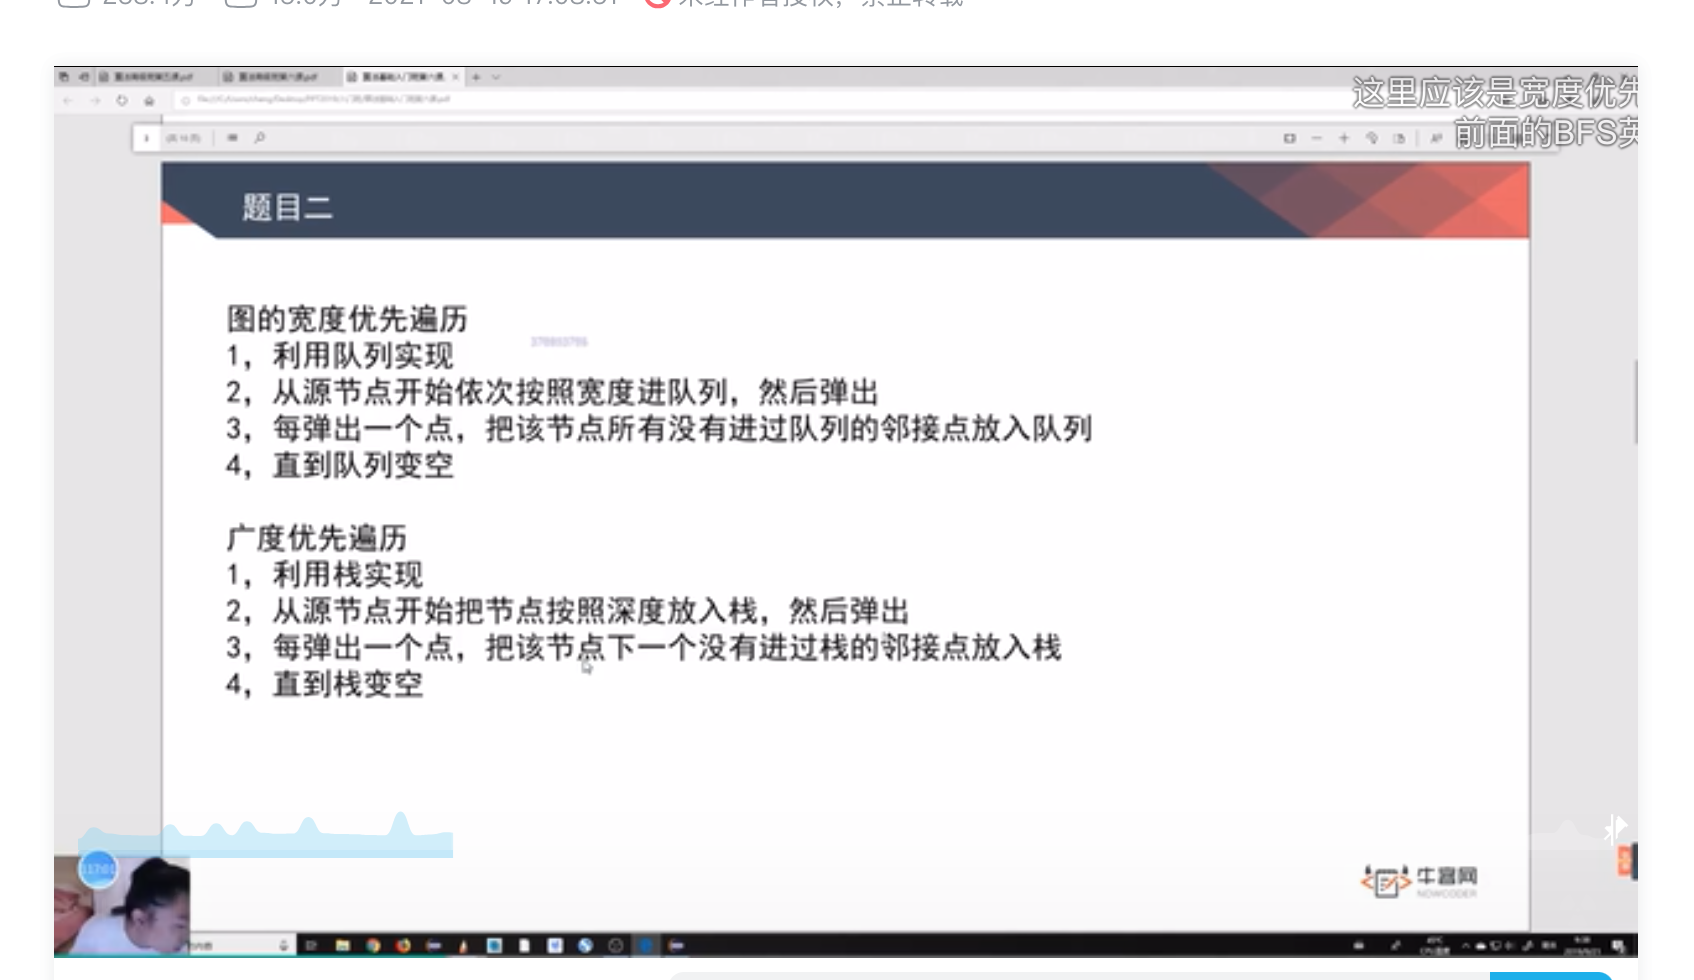 这里应该是宽度优先
前面的BFS英
题目二
图的宽度优先遍历
378803766
1，利用队列实现
2，从源节点开始依次按照宽度进队列，然后弹出
3，每弹出一个点，把该节点所有没有进过队列的邻接点放入队列
4，直到队列变空
广度优先遍历
1，利用栈实现
2，从源节点开始把节点按照深度放入栈，然后弹出
3，每弹出一个点，把该节点下一个没有进过栈的邻接点放入栈
4，直到栈变空
牛客网
NOWCODER